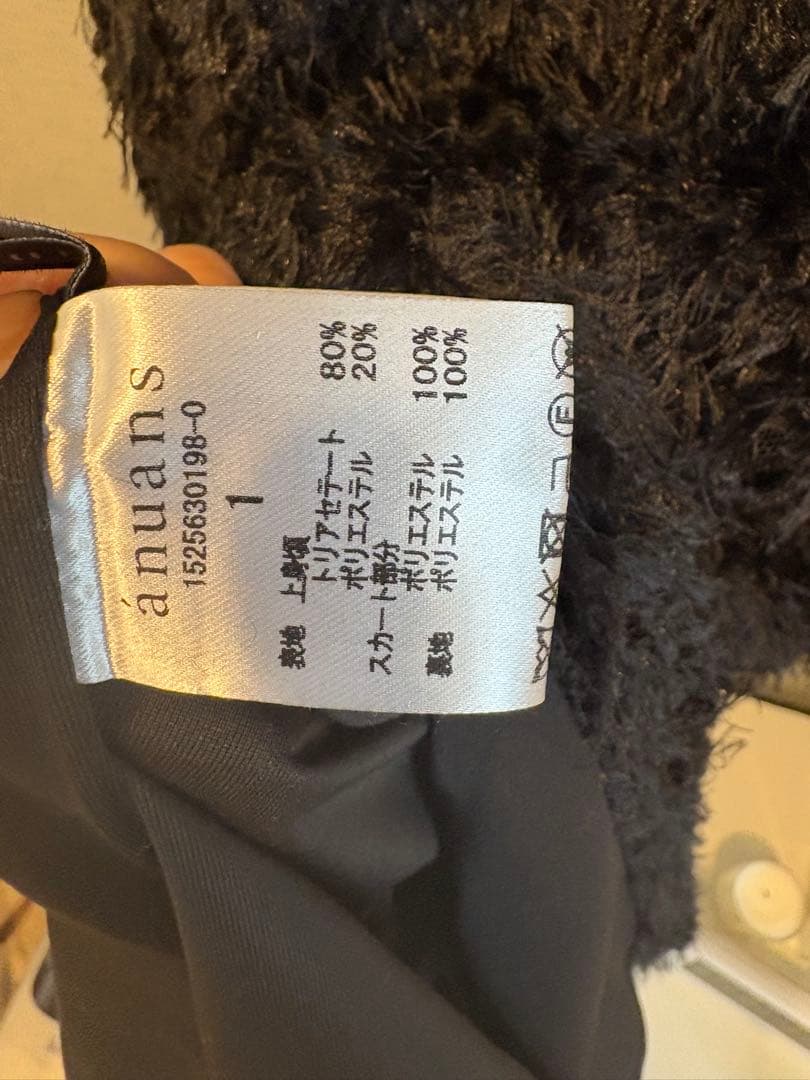 ánuans
1525630198-0
1
表地 上身頃
トリアセテート 80%
ポリエステル 20%
スカート部分
ポリエステル 100%
裏地 ポリエステル 100%
F